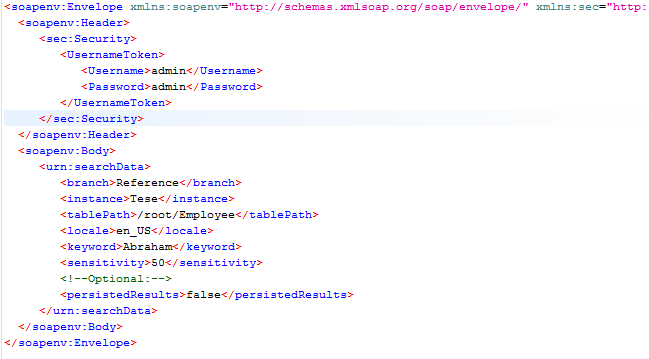 <soapenv:Envelope xmlns:soapenv="http://schemas.xmlsoap.org/soap/envelope/" xmlns:sec="http:
<soapenv:Header>
<sec:Security>
<UsernameToken>
<Username>admin</Username>
<Password>admin</Password>
</UsernameToken>
</sec:Security>
</soapenv:Header>
<soapenv:Body>
<urn:searchData>
<branch>Reference</branch>
<instance>Tese</instance>
<tablePath>/root/Employee</tablePath>
<locale>en_US</locale>
<keyword>Abraham</keyword>
<sensitivity>50</sensitivity>
<!--Optional:-->
<persistedResults>false</persistedResults>
</urn:searchData>
</soapenv:Body>
</soapenv:Envelope>